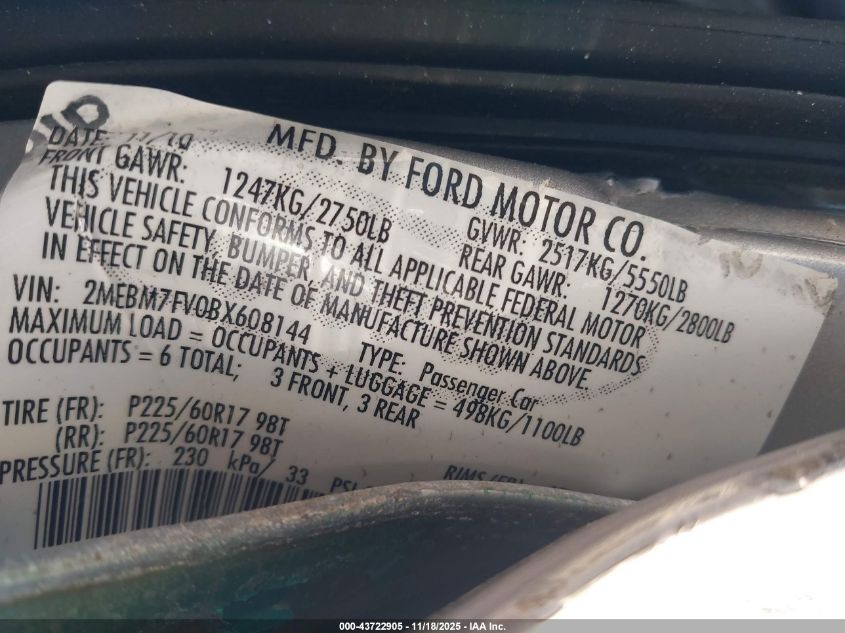 DATE: 11/10
MFD. BY FORD MOTOR CO.
FRONT GAWR: 1247KG/2750LB
GVWR: 2517KG/5550LB
REAR GAWR: 1270KG/2800LB
THIS VEHICLE CONFORMS TO ALL APPLICABLE FEDERAL MOTOR
VEHICLE SAFETY, BUMPER, AND THEFT PREVENTION STANDARDS
IN EFFECT ON THE DATE OF MANUFACTURE SHOWN ABOVE.
VIN: 2MEBM7FV0BX608144
TYPE: Passenger Car
MAXIMUM LOAD = OCCUPANTS + LUGGAGE = 498KG/1100LB
OCCUPANTS = 6 TOTAL; 3 FRONT, 3 REAR
TIRE (FR): P225/60R17 98T
(RR): P225/60R17 98T
PRESSURE (FR): 230 kPa/ 33 PSI
000-43722905 - 11/18/2025 - IAA Inc.